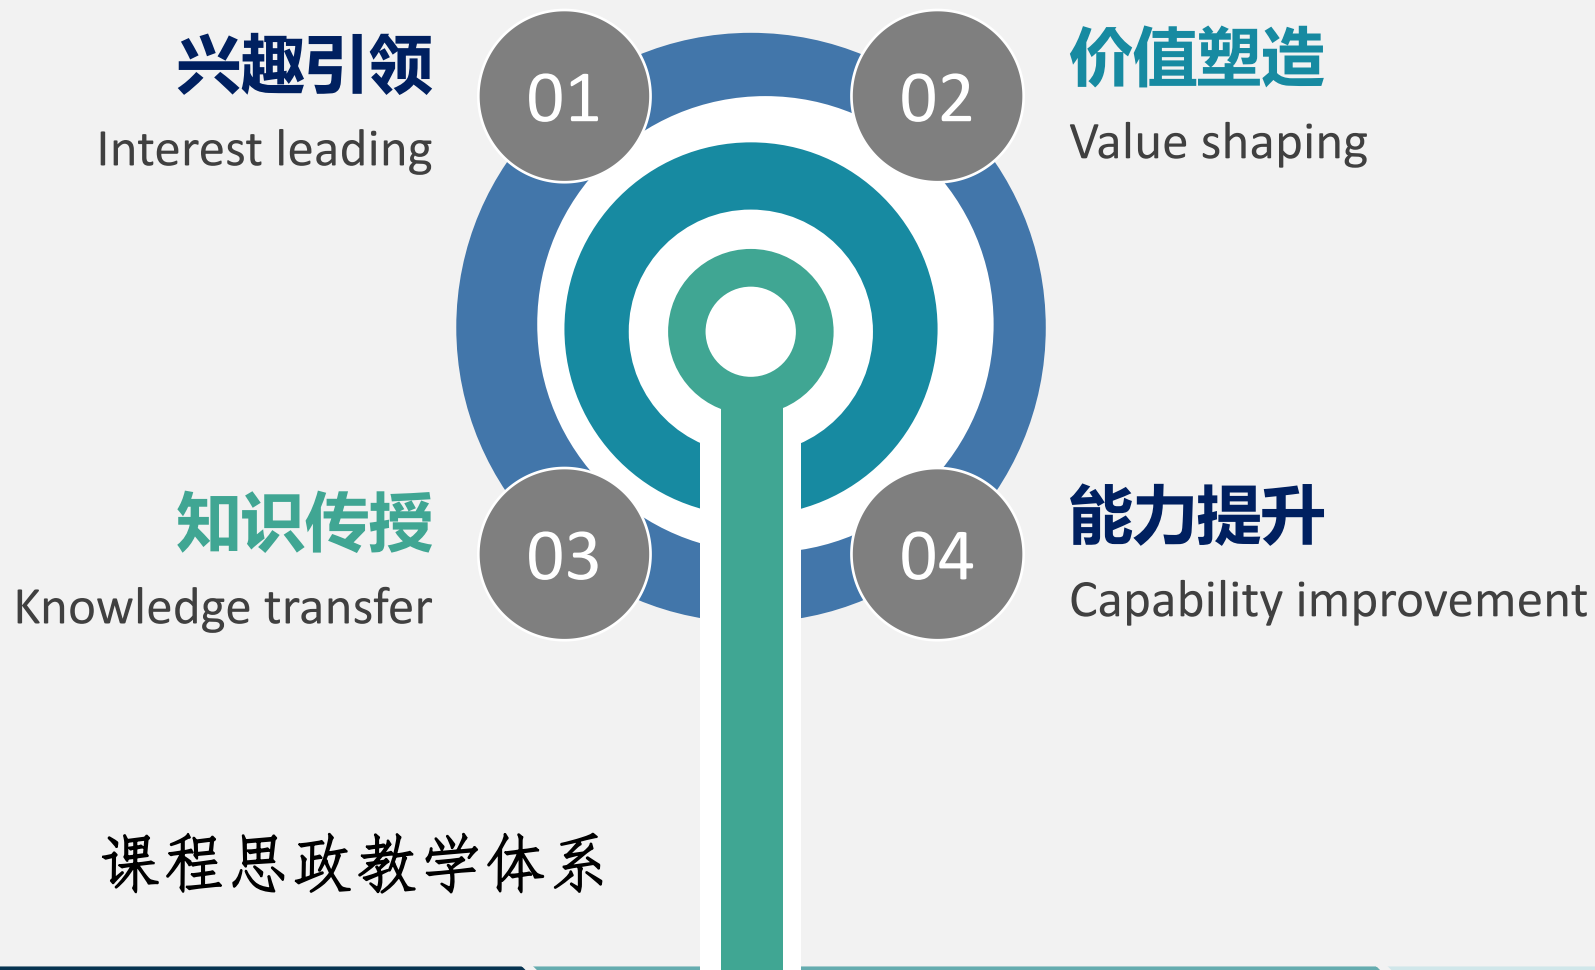 兴趣引领
Interest leading
01
02
价值塑造
Value shaping
知识传授
Knowledge transfer
03
04
能力提升
Capability improvement
课程思政教学体系